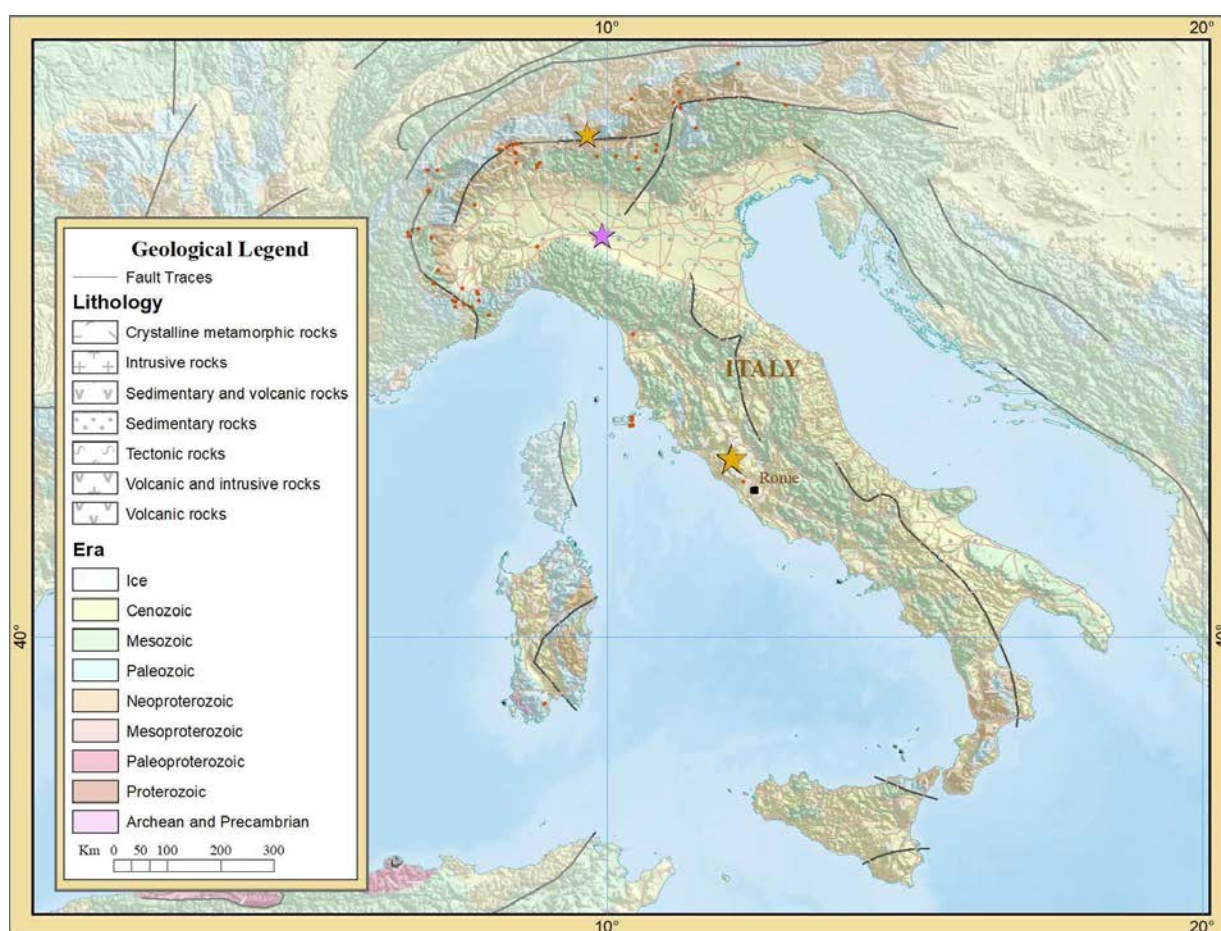 10°
20°
Geological Legend
Fault Traces
Lithology
Crystalline metamorphic rocks
Intrusive rocks
Sedimentary and volcanic rocks
Sedimentary rocks
Tectonic rocks
Volcanic and intrusive rocks
Volcanic rocks
Era
Ice
Cenozoic
Mesozoic
Paleozoic
Neoproterozoic
Mesoproterozoic
Paleoproterozoic
Proterozoic
Archean and Precambrian
Km 0 50 100 200 300
ITALY
Rome
40°
40°
10°
20°